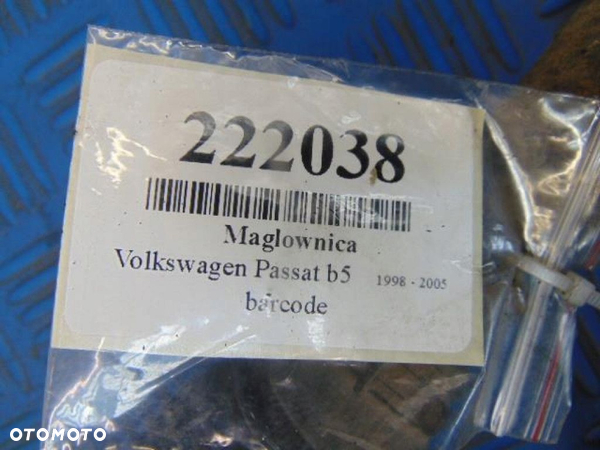 222038
Maglownica
Volkswagen Passat b5 1998 - 2005
barcode
OTOMOTO